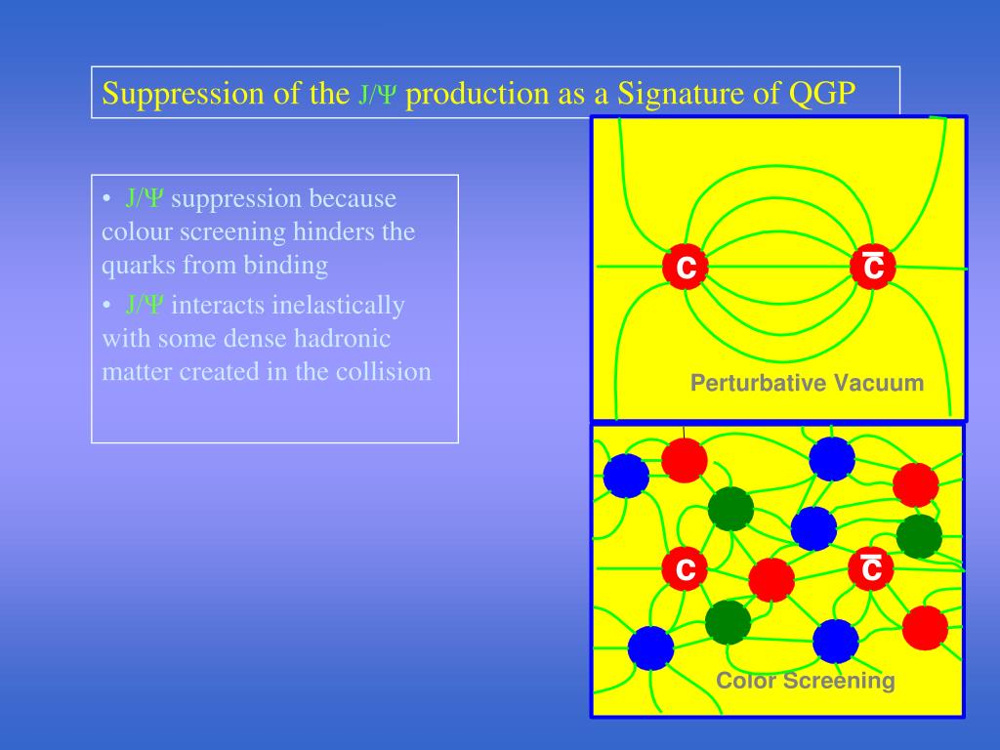 Suppression of the J/Ψ production as a Signature of QGP
• J/Ψ suppression because
colour screening hinders the
quarks from binding
• J/Ψ interacts inelastically
with some dense hadronic
matter created in the collision
c c̅
Perturbative Vacuum
c c̅
Color Screening